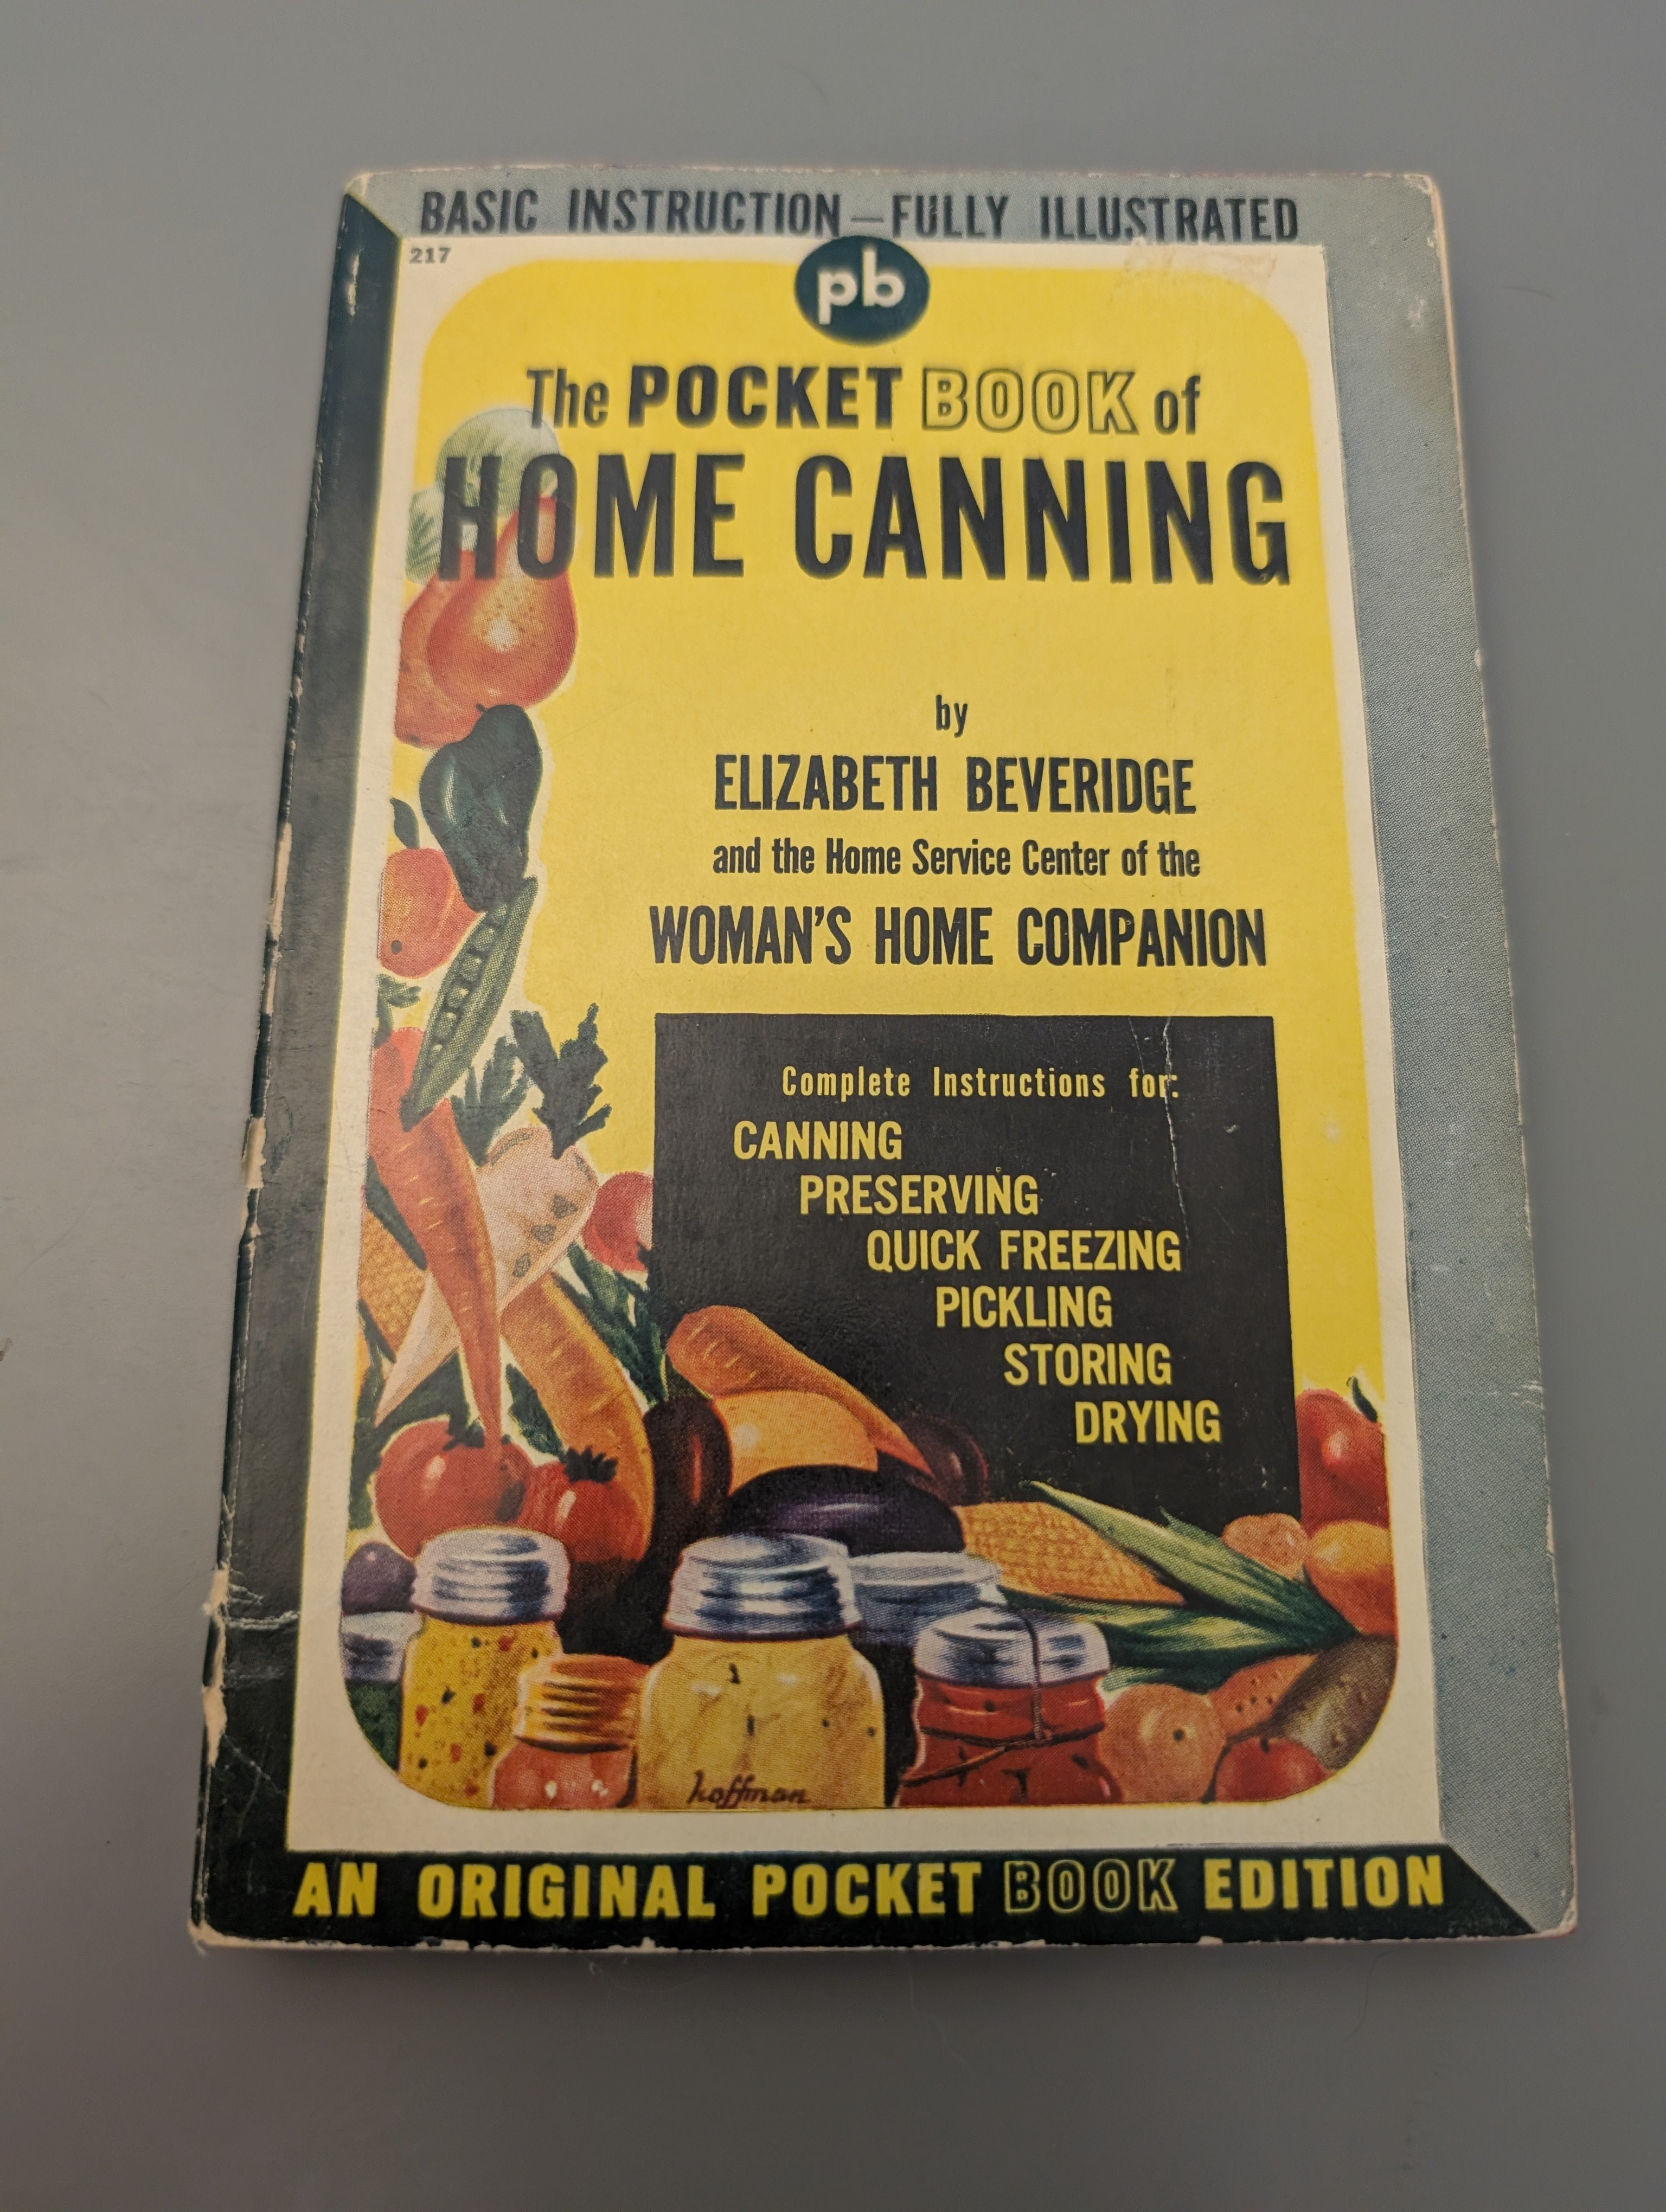 BASIC INSTRUCTION—FULLY ILLUSTRATED
217
pb
The POCKET BOOK of
HOME CANNING
by
ELIZABETH BEVERIDGE
and the Home Service Center of the
WOMAN'S HOME COMPANION
Complete Instructions for:
CANNING
PRESERVING
QUICK FREEZING
PICKLING
STORING
DRYING
hoffman
AN ORIGINAL POCKET BOOK EDITION